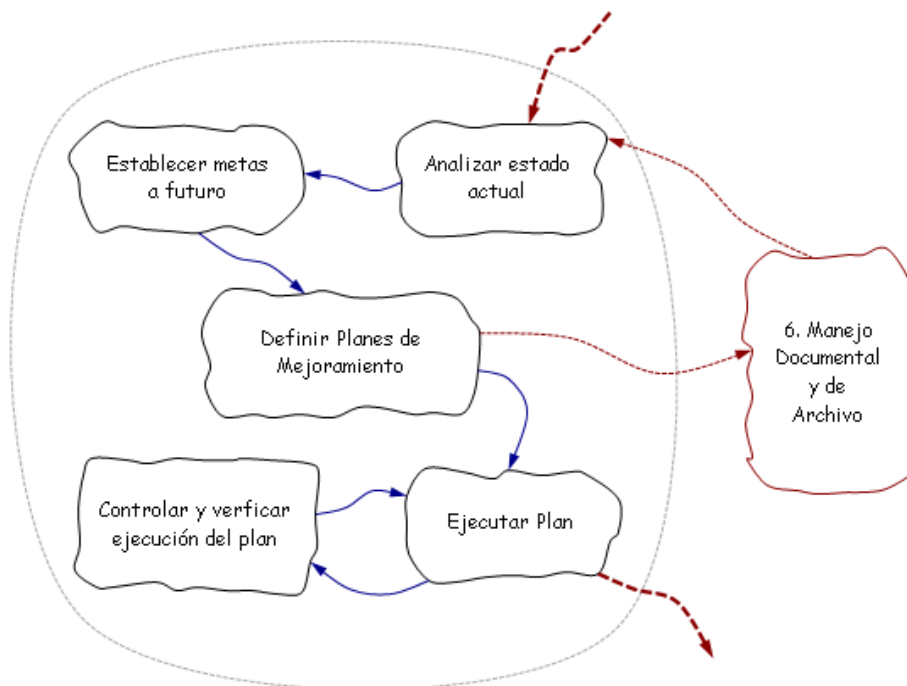 Establecer metas
a futuro
Analizar estado
actual
Definir Planes de
Mejoramiento
6. Manejo
Documental
y de
Archivo
Controlar y verficar
ejecución del plan
Ejecutar Plan